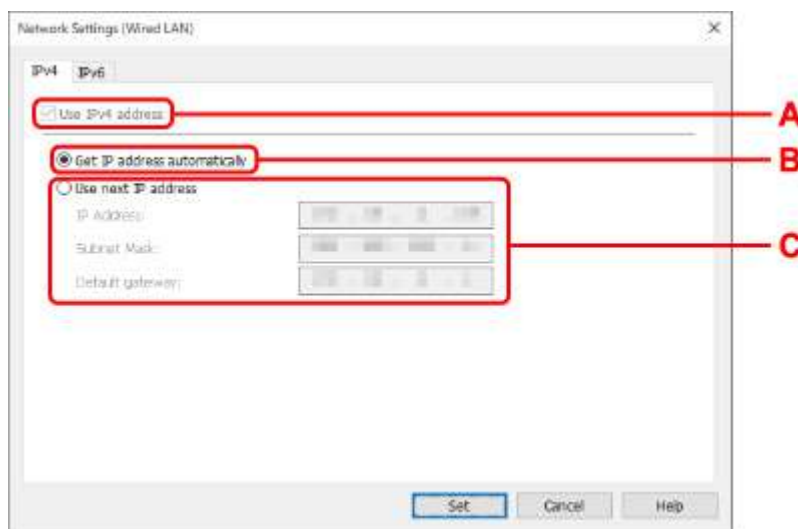 Network Settings (Wired LAN)
IPv4 IPv6
Use IPv4 address
A
Get IP address automatically
B
Use next IP address
IP Address:
Subnet Mask:
C
Default gateway:
Set Cancel Help